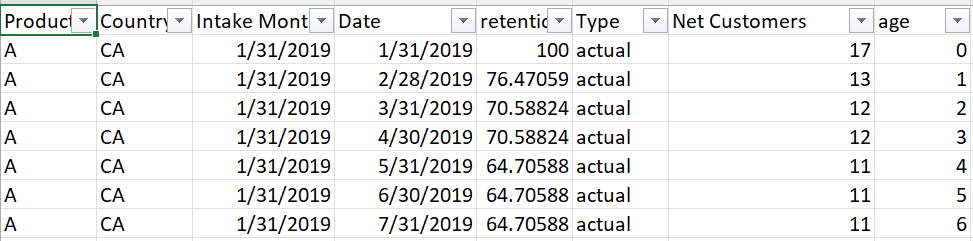 Product Country Intake Mont Date retentic Type Net Customers age
A CA 1/31/2019 1/31/2019 100 actual 17 0
A CA 1/31/2019 2/28/2019 76.47059 actual 13 1
A CA 1/31/2019 3/31/2019 70.58824 actual 12 2
A CA 1/31/2019 4/30/2019 70.58824 actual 12 3
A CA 1/31/2019 5/31/2019 64.70588 actual 11 4
A CA 1/31/2019 6/30/2019 64.70588 actual 11 5
A CA 1/31/2019 7/31/2019 64.70588 actual 11 6